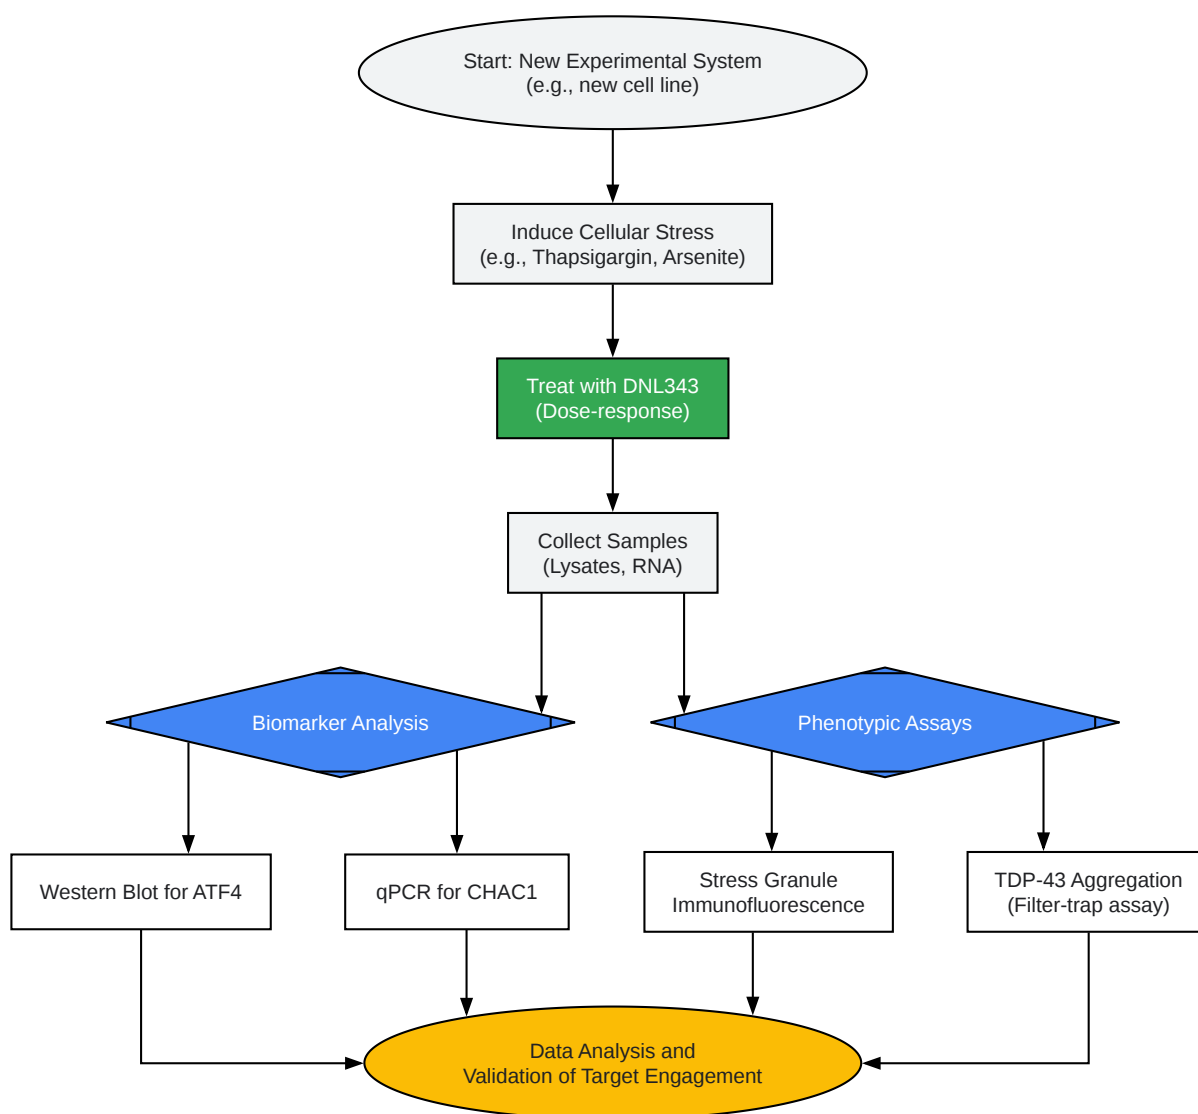 Start: New Experimental System
(e.g., new cell line)
Induce Cellular Stress
(e.g., Thapsigargin, Arsenite)
Treat with DNL343
(Dose-response)
Collect Samples
(Lysates, RNA)
Biomarker Analysis
Phenotypic Assays
Western Blot for ATF4
qPCR for CHAC1
Stress Granule
Immunofluorescence
TDP-43 Aggregation
(Filter-trap assay)
Data Analysis and
Validation of Target Engagement